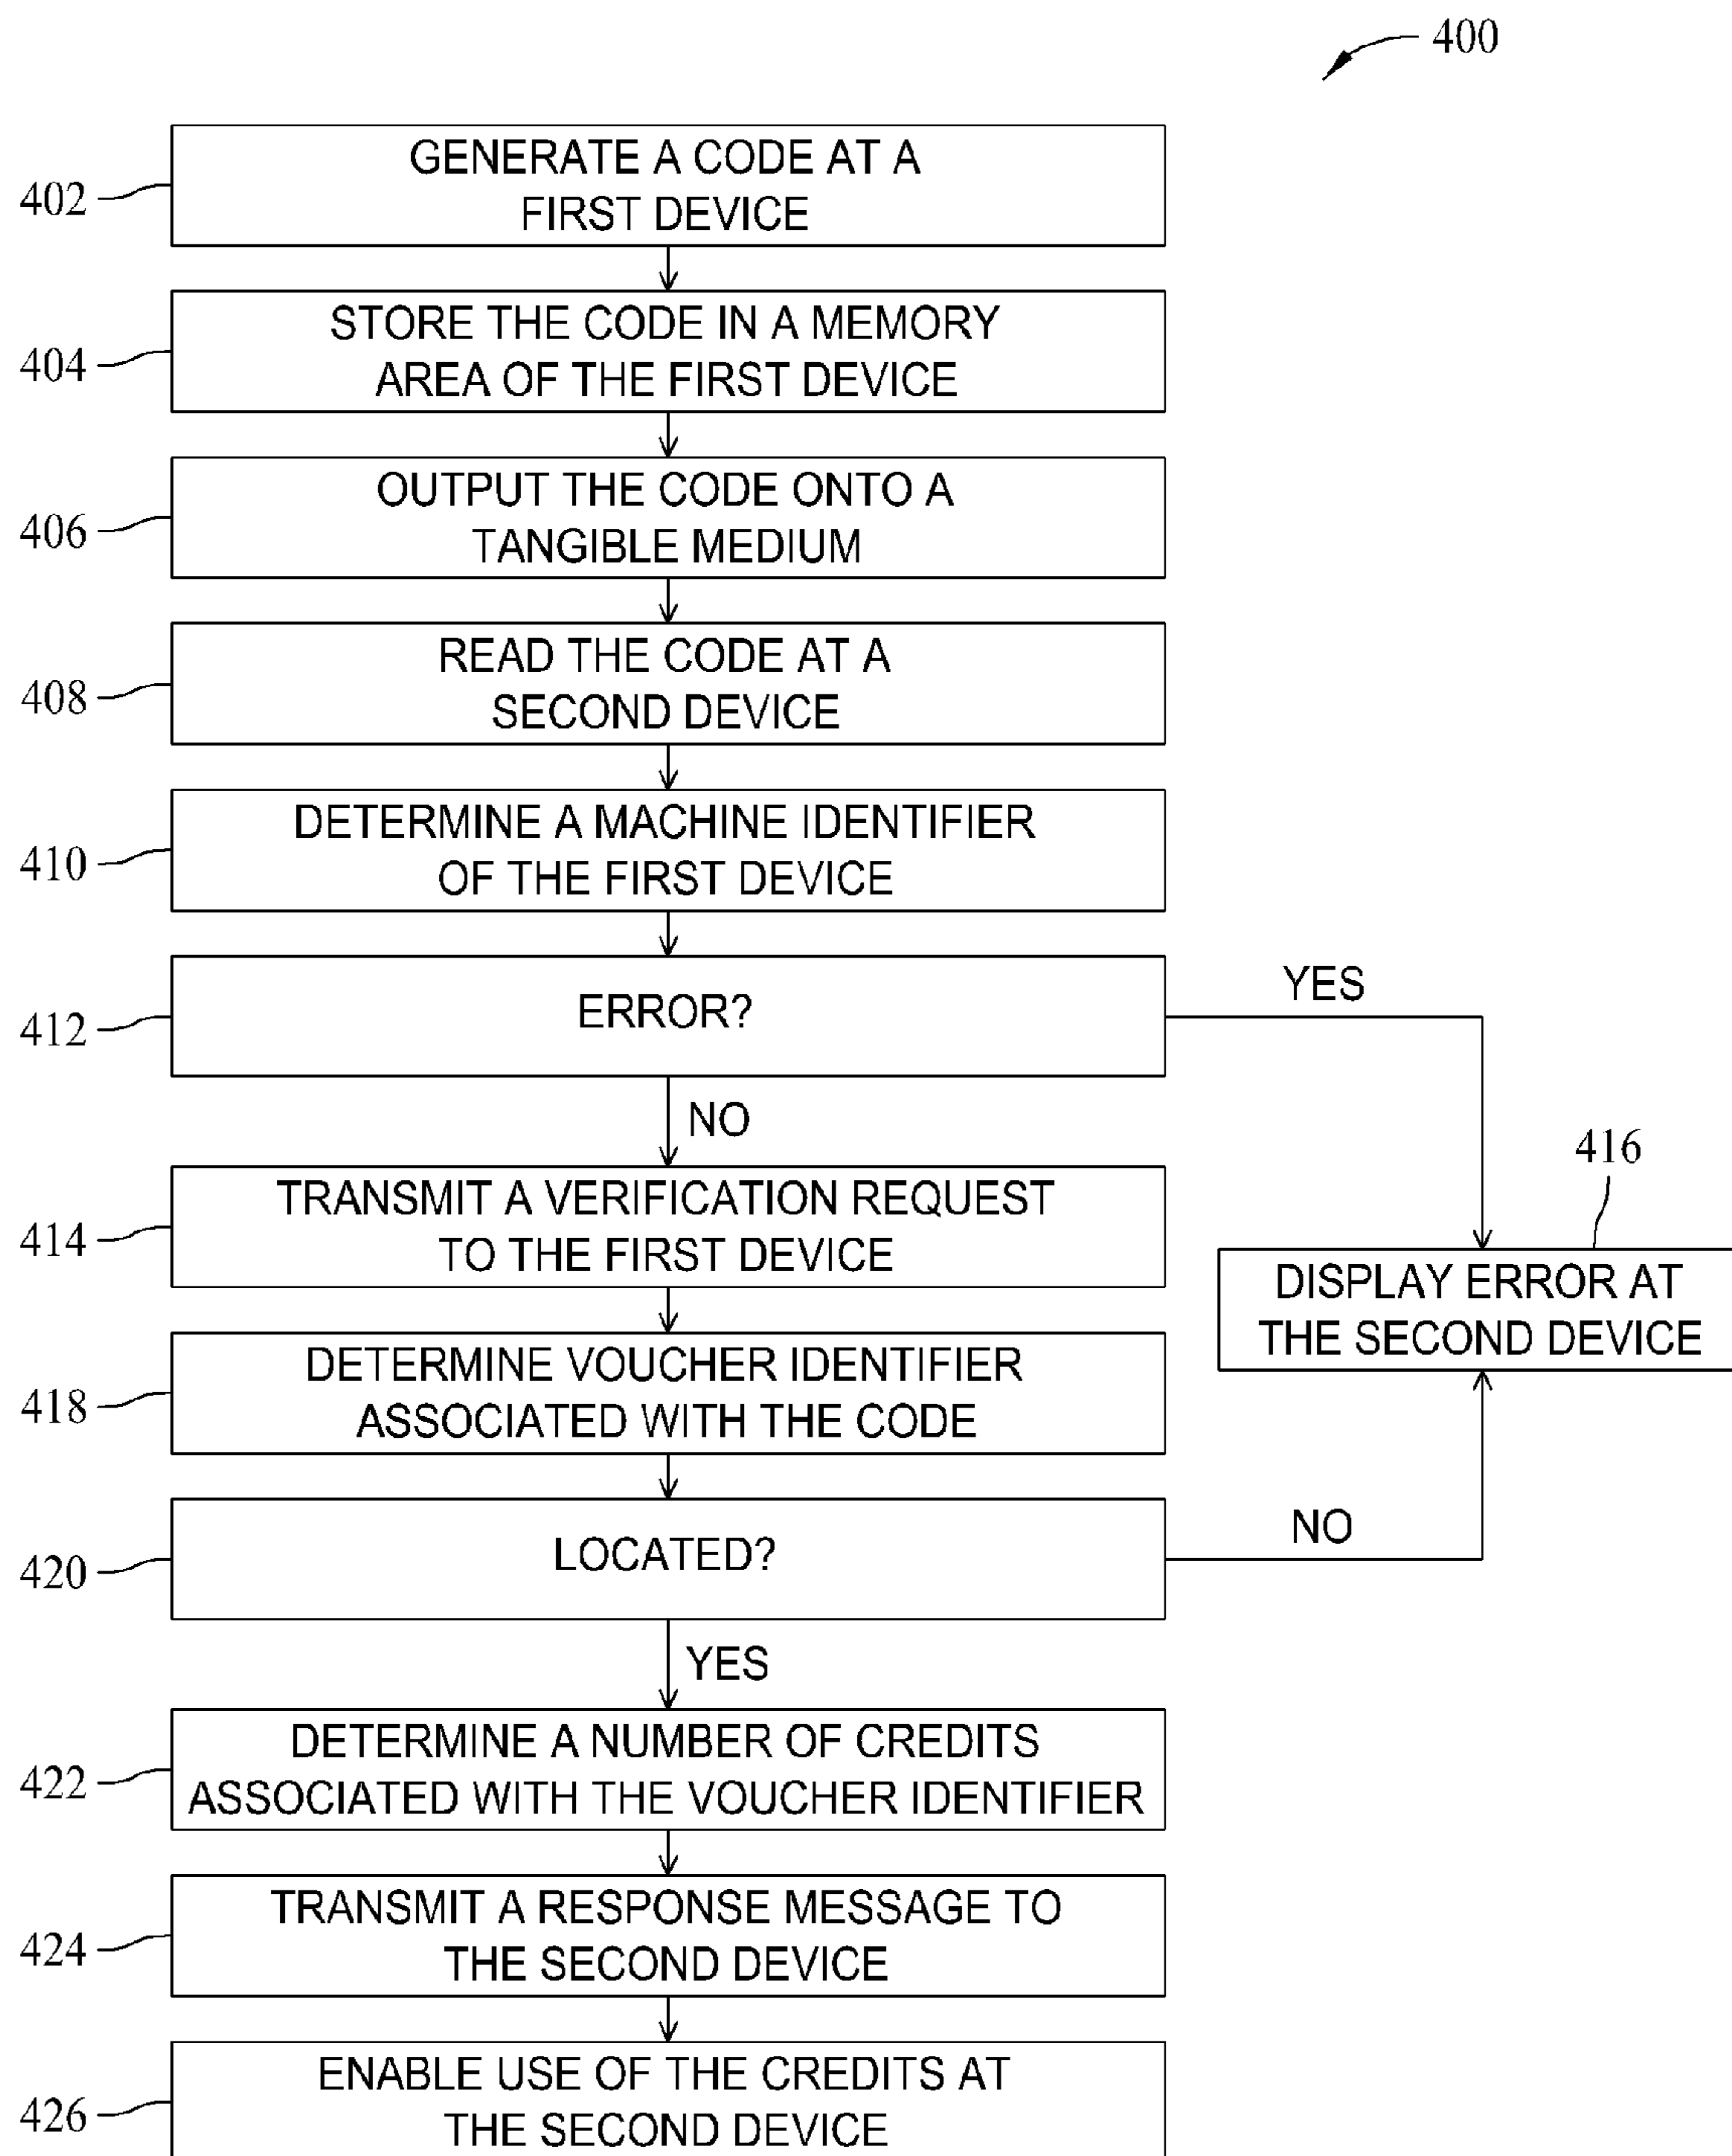 400
402
GENERATE A CODE AT A
FIRST DEVICE
404
STORE THE CODE IN A MEMORY
AREA OF THE FIRST DEVICE
406
OUTPUT THE CODE ONTO A
TANGIBLE MEDIUM
408
READ THE CODE AT A
SECOND DEVICE
410
DETERMINE A MACHINE IDENTIFIER
OF THE FIRST DEVICE
412
ERROR?
YES
NO
414
TRANSMIT A VERIFICATION REQUEST
TO THE FIRST DEVICE
416
DISPLAY ERROR AT
THE SECOND DEVICE
418
DETERMINE VOUCHER IDENTIFIER
ASSOCIATED WITH THE CODE
420
LOCATED?
NO
YES
422
DETERMINE A NUMBER OF CREDITS
ASSOCIATED WITH THE VOUCHER IDENTIFIER
424
TRANSMIT A RESPONSE MESSAGE TO
THE SECOND DEVICE
426
ENABLE USE OF THE CREDITS AT
THE SECOND DEVICE